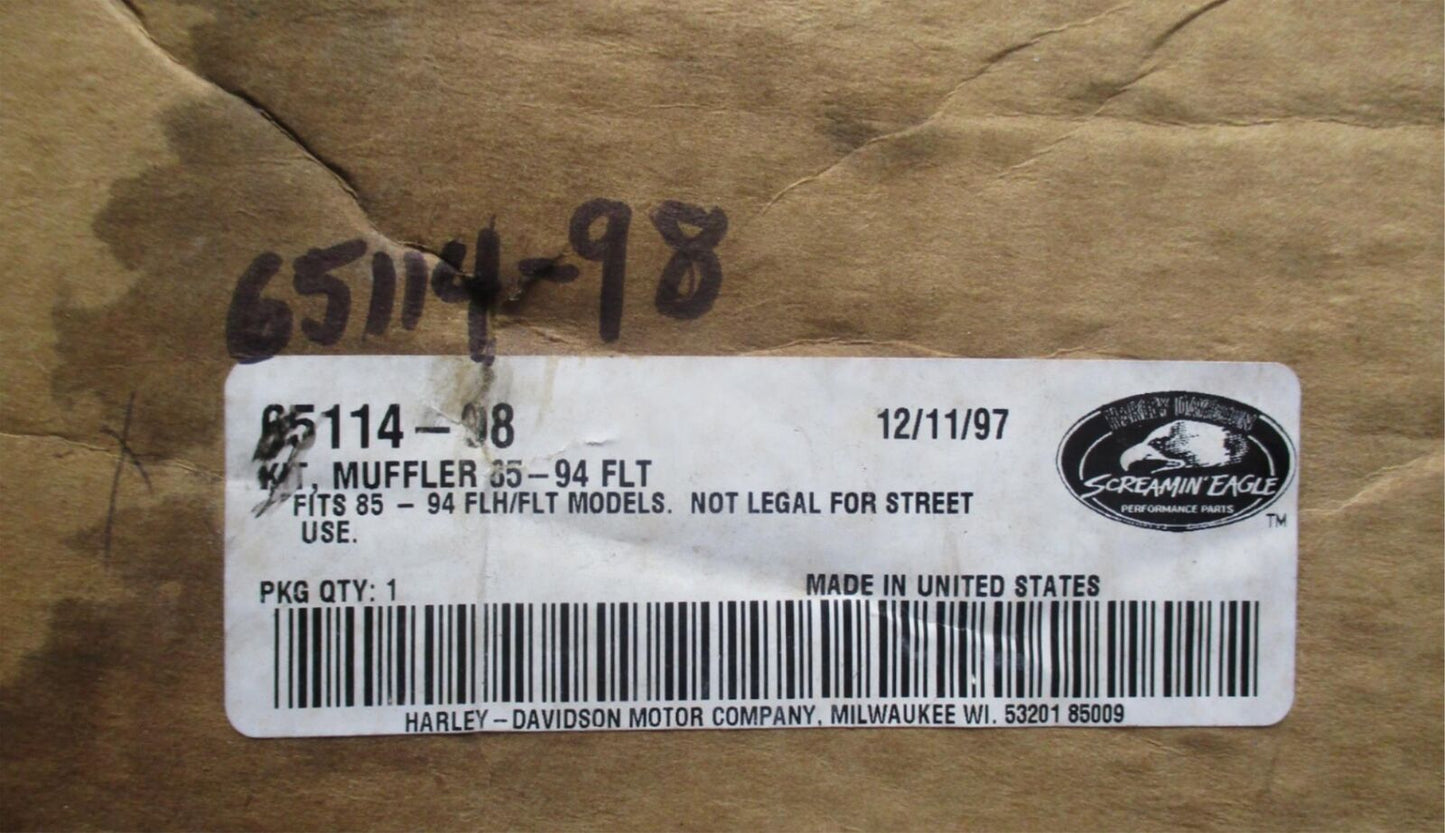 65114-98
65114-98
12/11/97
KIT, MUFFLER 85-94 FLT
FITS 85 - 94 FLH/FLT MODELS. NOT LEGAL FOR STREET
USE.
HARLEY DAVIDSON
SCREAMIN' EAGLE
PERFORMANCE PARTS
TM
PKG QTY: 1
MADE IN UNITED STATES
HARLEY-DAVIDSON MOTOR COMPANY, MILWAUKEE WI. 53201 85009